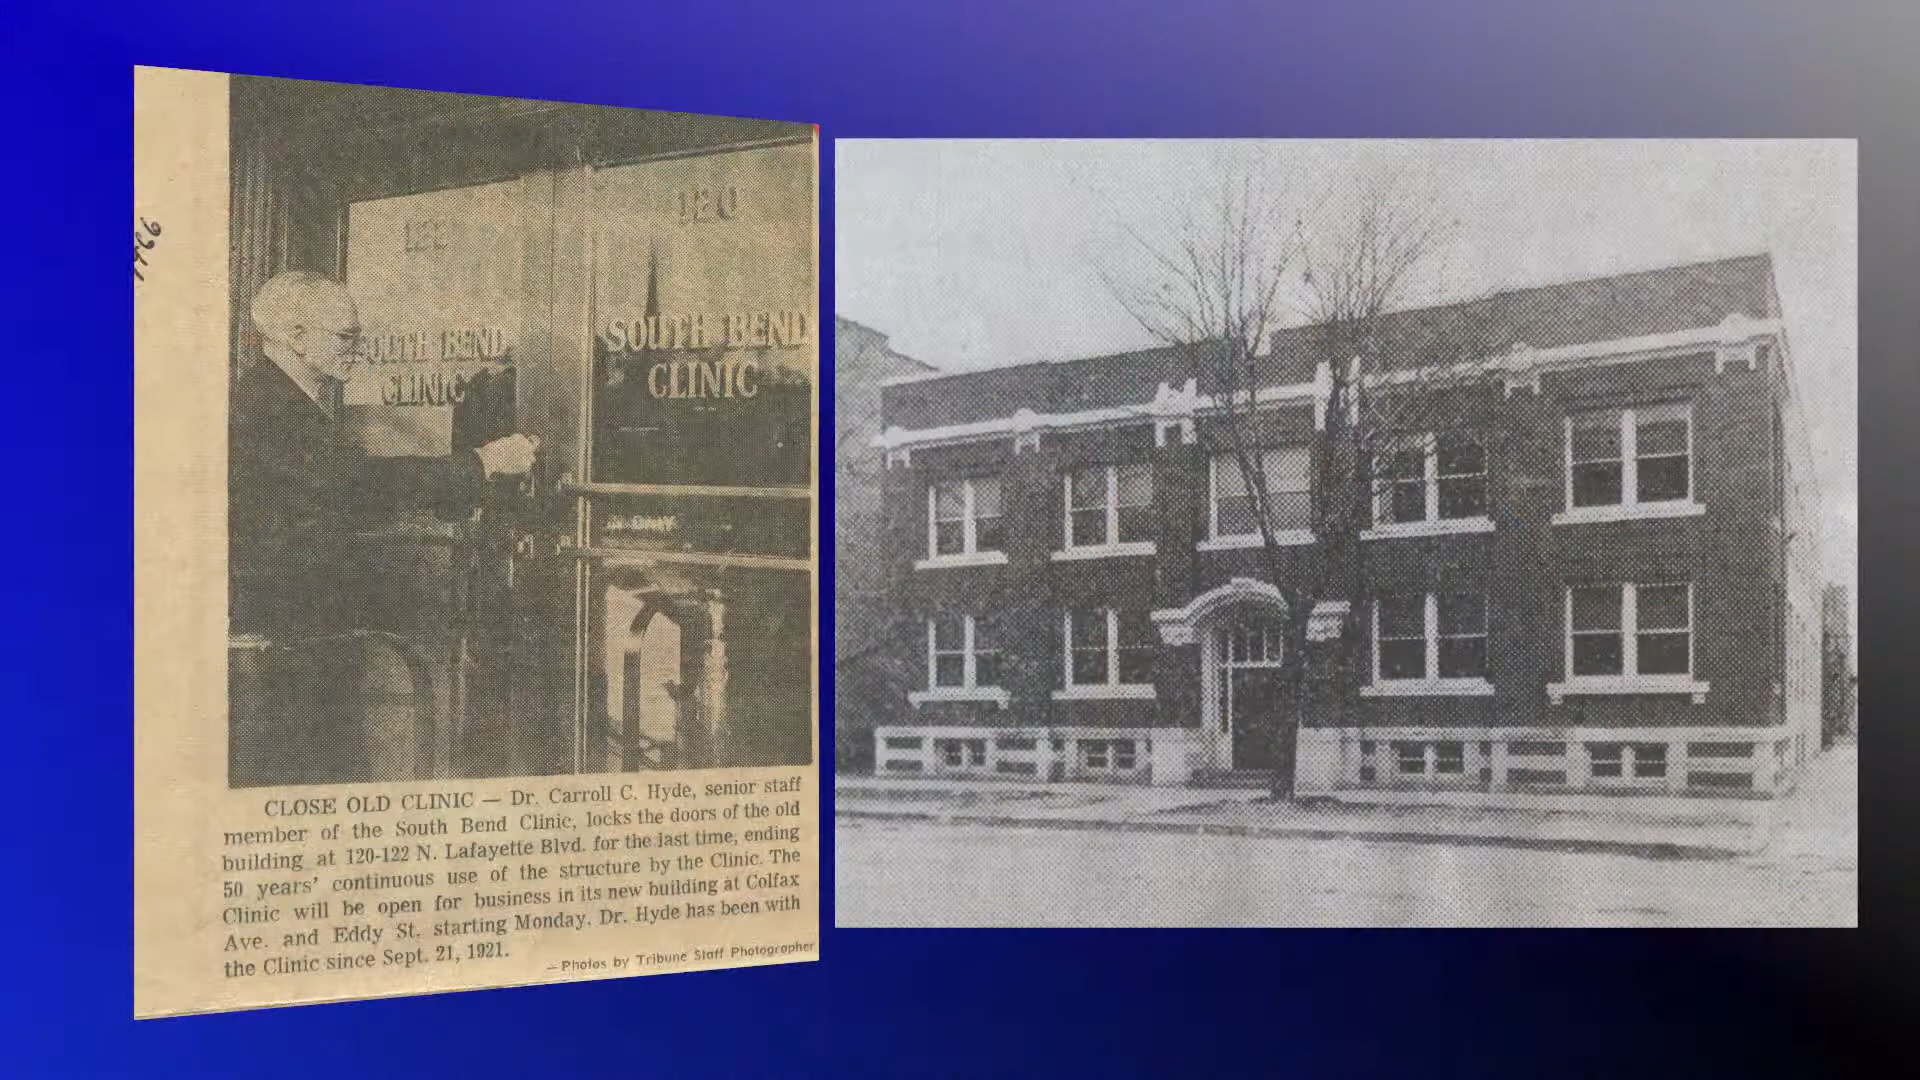 1966
122
120
SOUTH BEND
CLINIC
SOUTH BEND
CLINIC
CLOSE OLD CLINIC — Dr. Carroll C. Hyde, senior staff
member of the South Bend Clinic, locks the doors of the old
building at 120-122 N. Lafayette Blvd. for the last time, ending
50 years' continuous use of the structure by the Clinic. The
Clinic will be open for business in its new building at Colfax
Ave. and Eddy St. starting Monday. Dr. Hyde has been with
the Clinic since Sept. 21, 1921.
— Photos by Tribune Staff Photographer